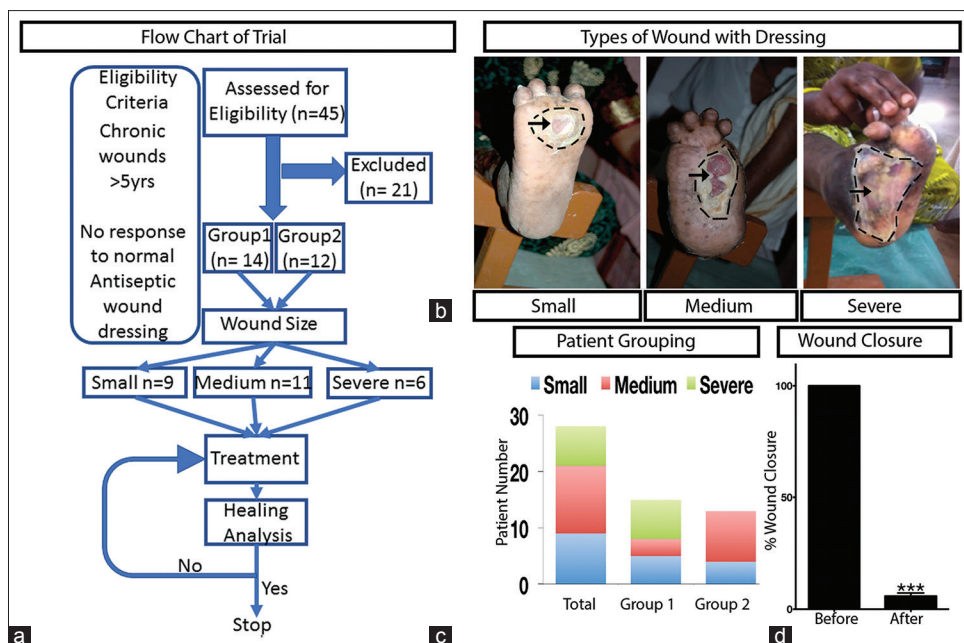 Flow Chart of Trial
Eligibility
Criteria
Chronic
wounds
>5yrs
No response
to normal
Antiseptic
wound
dressing
Assessed for
Eligibility (n=45)
Excluded
(n= 21)
Group1
(n= 14)
Group2
(n=12)
Wound Size
Small n=9
Medium n=11
Severe n=6
Treatment
Healing
Analysis
No
Yes
Stop
a
Types of Wound with Dressing
Small
Medium
Severe
b
Patient Grouping
Small
Medium
Severe
Patient Number
30
20
10
0
Total
Group 1
Group 2
c
Wound Closure
% Wound Closure
100
50
0
***
Before
After
d